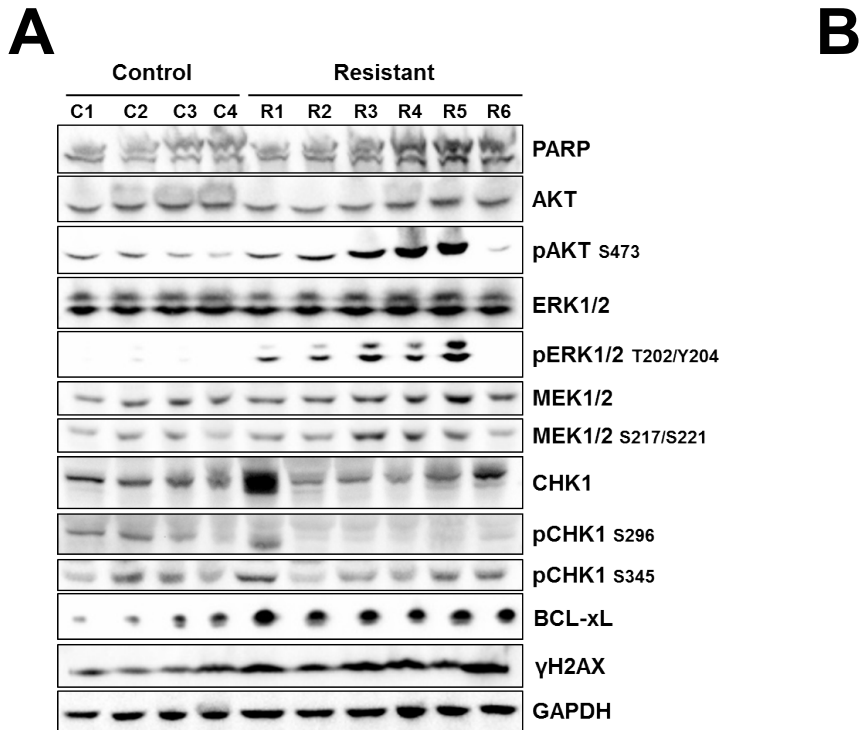 A B
Control Resistant
C1 C2 C3 C4 R1 R2 R3 R4 R5 R6
PARP
AKT
pAKT S473
ERK1/2
pERK1/2 T202/Y204
MEK1/2
MEK1/2 S217/S221
CHK1
pCHK1 S296
pCHK1 S345
BCL-xL
γH2AX
GAPDH